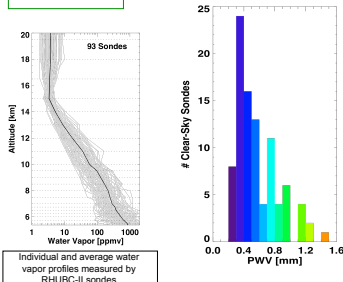 20
18
16
14
12
10
8
6
Altitude [km]
93 Sondes
1 10 100 1000
Water Vapor [ppmv]
Individual and average water
vapor profiles measured by
RHUBC-II sondes
25
20
15
10
5
0
# Clear-Sky Sondes
0.0 0.4 0.8 1.2 1.6
PWV [mm]